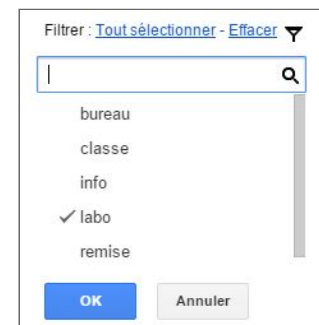 Filtrer : Tout sélectionner - Effacer
bureau
classe
info
labo
remise
OK Annuler